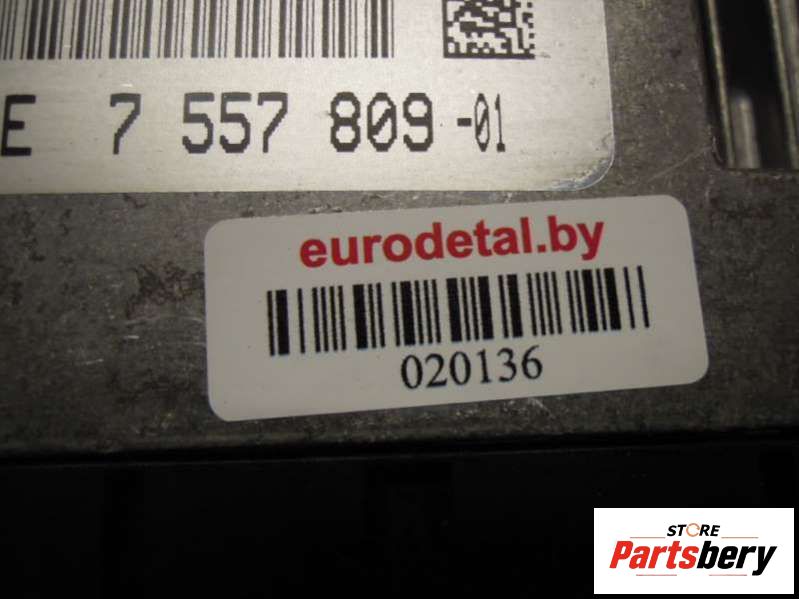 E 7 557 809 -01
eurodetal.by
020136
STORE
Partsbery